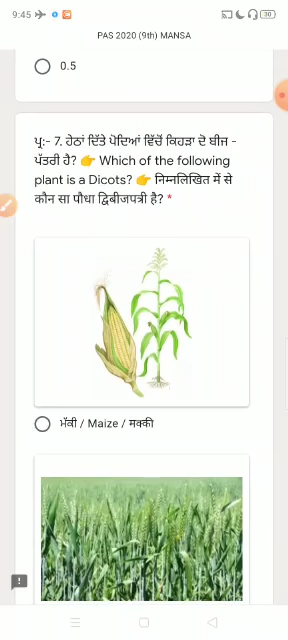 9:45
30
PAS 2020 (9th) MANSA
0.5
ਪ੍ਰ:- 7. ਹੇਠਾਂ ਦਿੱਤੇ ਪੋਦਿਆਂ ਵਿੱਚੋਂ ਕਿਹੜਾ ਦੋ ਬੀਜ -
ਪੱਤਰੀ ਹੈ? 👉 Which of the following
plant is a Dicots? 👉 निम्नलिखित में से
कौन सा पौधा द्विबीजपत्री है? *
ਮੱਕੀ / Maize / मक्की